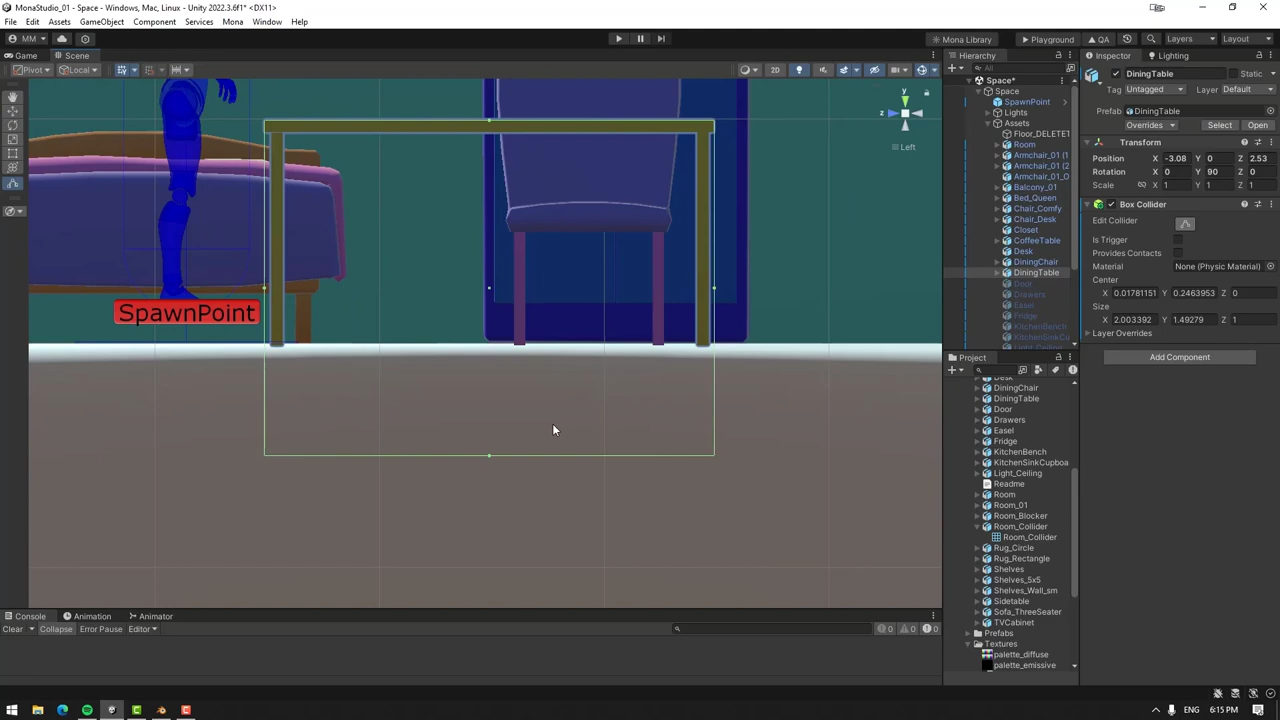 MonaStudio_01 - Space - Windows, Mac, Linux - Unity 2022.3.6f1* <DX11>
File Edit Assets GameObject Component Services Mona Window Help
MM Mona Library Playground QA Layers Layout
Game Scene
Pivot Local 2D
y
z
Left
SpawnPoint
Console Animation Animator
Clear Collapse Error Pause Editor 0 0 0
Hierarchy
All
Space*
Space
SpawnPoint
Lights
Assets
Floor_DELETE
Room
Armchair_01 (1
Armchair_01 (2
Armchair_01_O
Balcony_01
Bed_Queen
Chair_Comfy
Chair_Desk
Closet
CoffeeTable
Desk
DiningChair
DiningTable
Door
Drawers
Easel
Fridge
KitchenBench
KitchenSinkCu
Light_Ceiling
Project
Desk
DiningChair
DiningTable
Door
Drawers
Easel
Fridge
KitchenBench
KitchenSinkCupboa
Light_Ceiling
Readme
Room
Room_01
Room_Blocker
Room_Collider
Room_Collider
Rug_Circle
Rug_Rectangle
Shelves
Shelves_5x5
Shelves_Wall_sm
Sidetable
Sofa_ThreeSeater
TVCabinet
Prefabs
Textures
palette_diffuse
palette_emissive
Inspector Lighting
DiningTable Static
Tag Untagged Layer Default
Prefab DiningTable
Overrides Select Open
Transform
Position X -3.08 Y 0 Z 2.53
Rotation X 0 Y 90 Z 0
Scale X 1 Y 1 Z 1
Box Collider
Edit Collider
Is Trigger
Provides Contacts
Material None (Physic Material)
Center
X 0.01781151 Y 0.2463953 Z 0
Size
X 2.003392 Y 1.49279 Z 1
Layer Overrides
Add Component
ENG 6:15 PM